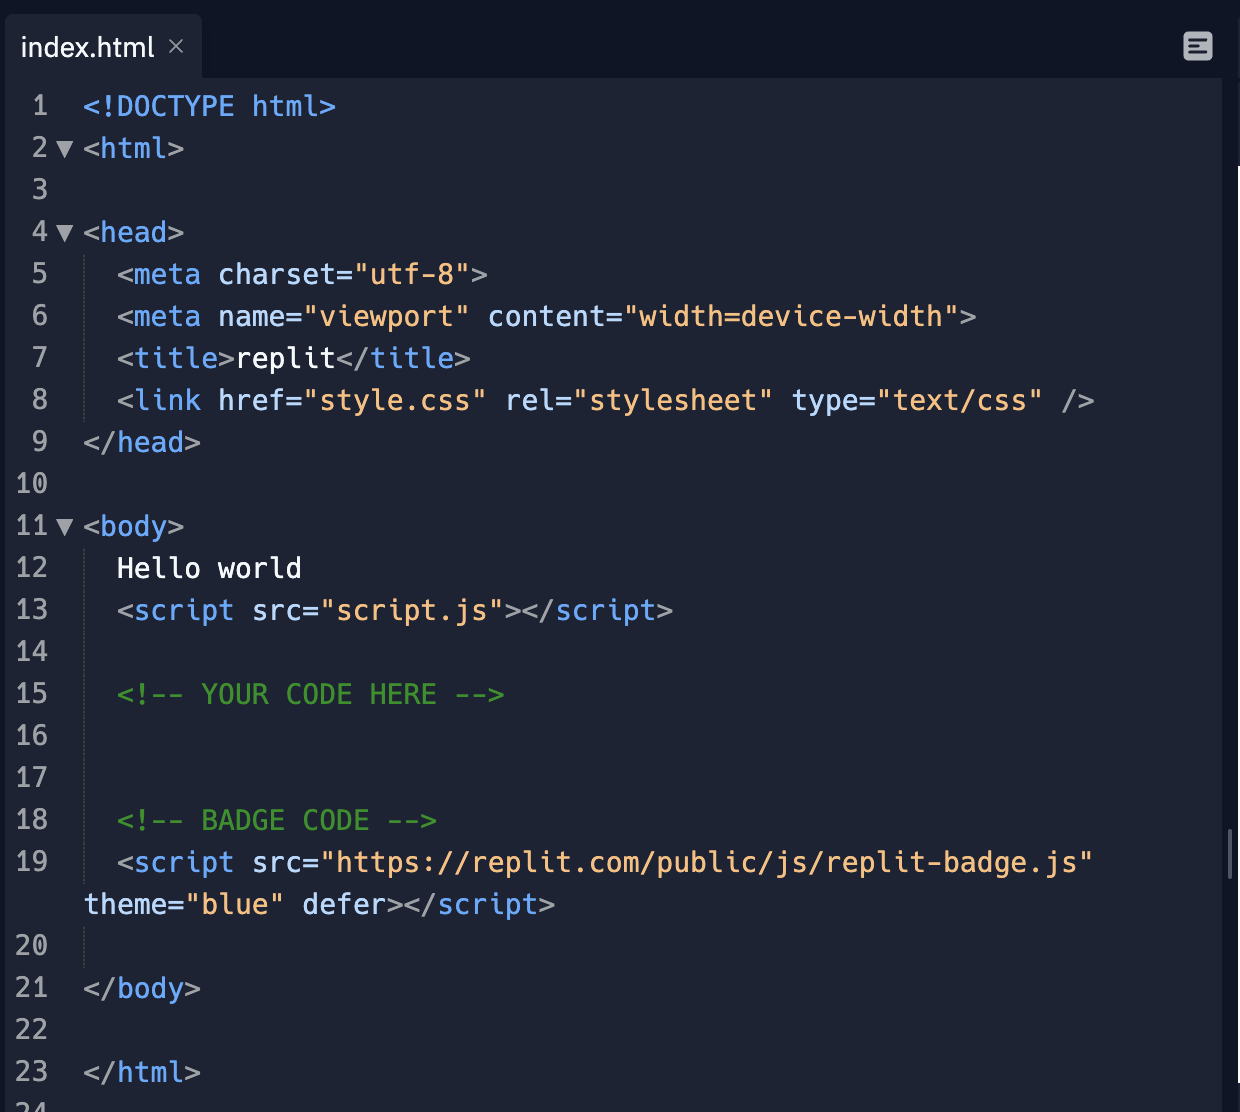 index.html ×
1 <!DOCTYPE html>
2 ▼ <html>
3
4 ▼ <head>
5   <meta charset="utf-8">
6   <meta name="viewport" content="width=device-width">
7   <title>replit</title>
8   <link href="style.css" rel="stylesheet" type="text/css" />
9 </head>
10
11 ▼ <body>
12   Hello world
13   <script src="script.js"></script>
14
15   <!-- YOUR CODE HERE -->
16
17
18   <!-- BADGE CODE -->
19   <script src="https://replit.com/public/js/replit-badge.js"
theme="blue" defer></script>
20
21 </body>
22
23 </html>
24